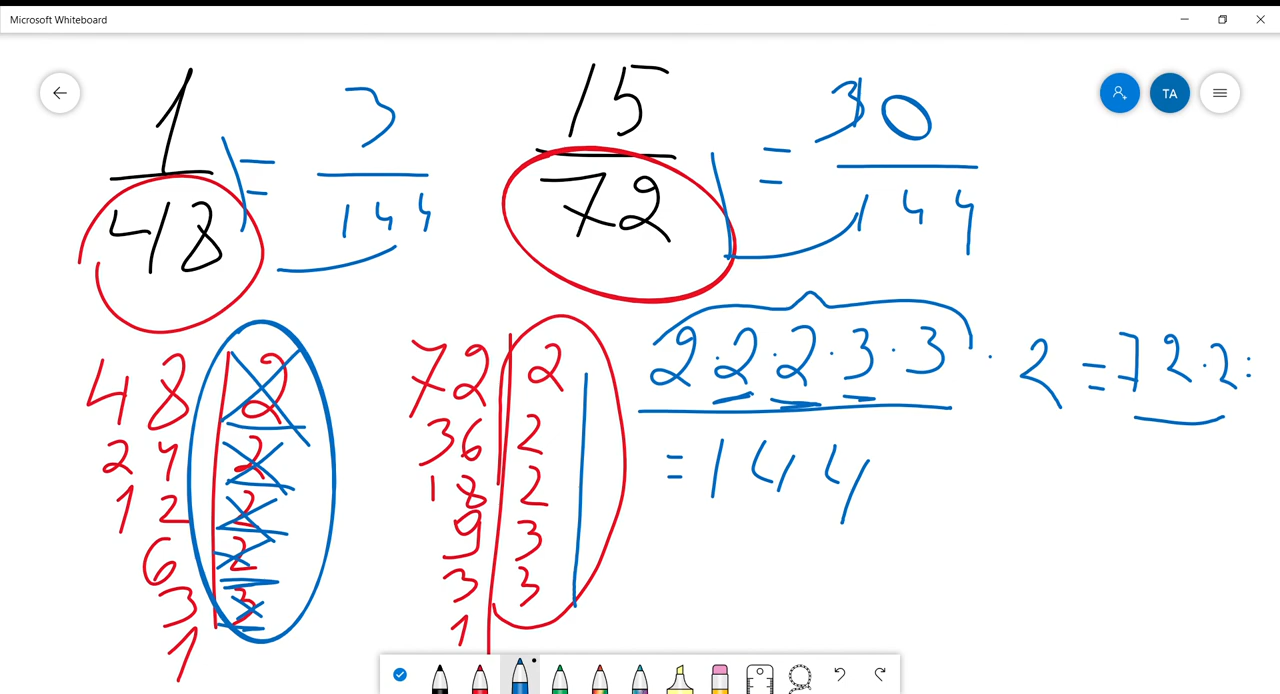 Microsoft Whiteboard
TA
1/48 = 3/144
15/72 = 30/144
48 | 2
24 | 2
12 | 2
6 | 2
3 | 3
1
72 | 2
36 | 2
18 | 2
9 | 3
3 | 3
1
2 · 2 · 2 · 3 · 3 · 2 = 72 · 2 :
= 144